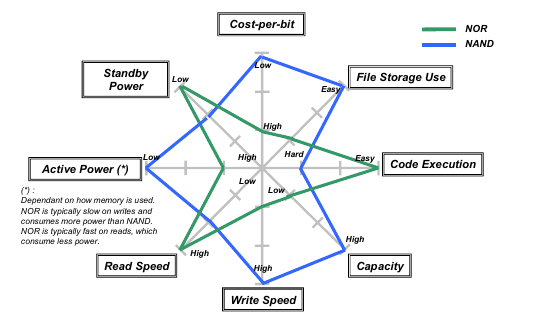 Cost-per-bit
NOR
NAND
Low
Standby
Power
Low
File Storage Use
Easy
High
Active Power (*)
Low
High
Hard
Easy
Code Execution
(*) :
Dependant on how memory is used.
NOR is typically slow on writes and
consumes more power than NAND.
NOR is typically fast on reads, which
consume less power.
Low
Low
Read Speed
High
High
Write Speed
High
Capacity